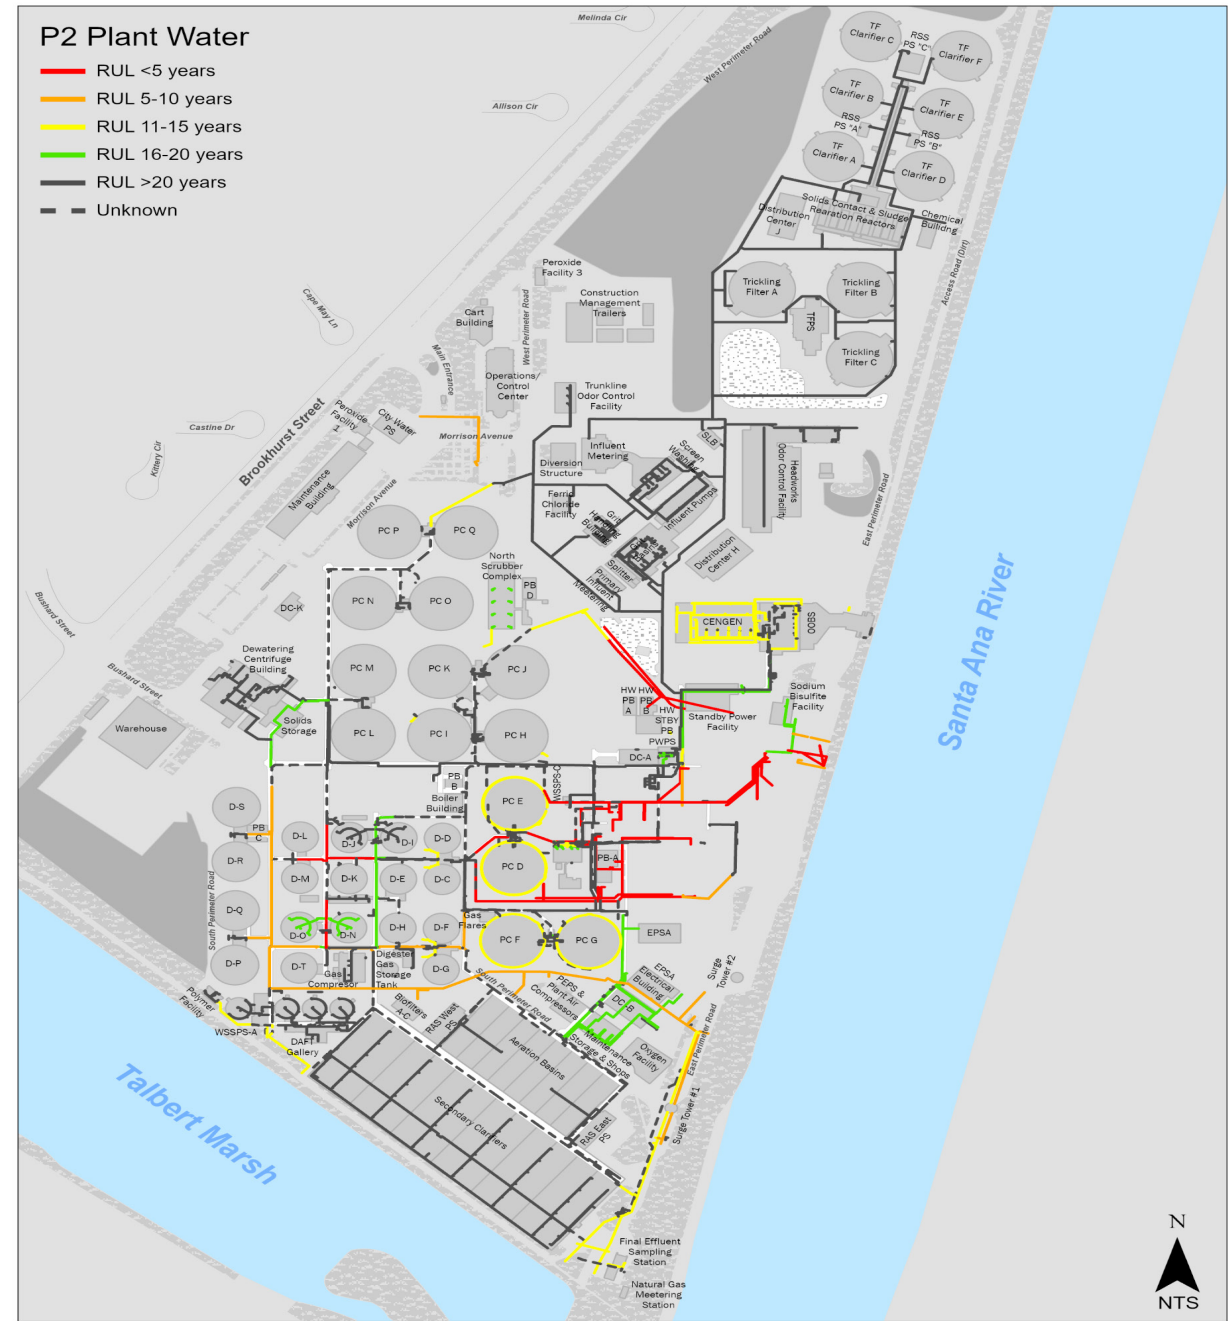 P2 Plant Water
RUL <5 years
RUL 5-10 years
RUL 11-15 years
RUL 16-20 years
RUL >20 years
Unknown
Melinda Cir
West Perimeter Road
Allison Cir
TF
Clarifier C
RSS
PS "C"
TF
Clarifier F
TF
Clarifier B
TF
Clarifier E
RSS
PS "A"
RSS
PS "B"
TF
Clarifier A
TF
Clarifier D
Solids Contact & Sludge
Rearation Reactors
Distribution
Center
J
Chemical
Builidng
Access Road (Dirt)
Peroxide
Facility 3
Construction
Management
Trailers
Trickling
Filter A
Trickling
Filter B
TFPS
Trickling
Filter C
Cape May Ln
Cart
Building
West Perimeter Road
Main Entrance
Operations/
Control
Center
Trunkline
Odor Control
Facility
Peroxide
Facility
1
City Water
PS
Morrison Avenue
Castine Dr
Brookhurst Street
Kittery Cir
Maintenance
Building
Morrison Avenue
Diversion
Structure
Influent
Metering
Screen
Washing
SLB
Headworks
Odor Control Facility
East Perimeter Road
Ferric
Chloride
Facility
Grit
Handling
Building
Influent Pumps
Splitter
Primary
Influent
Meetering
Distribution
Center H
PC P
PC Q
North
Scrubber
Complex
PB
D
PC N
PC O
DC-K
CENGEN
SBOO
Santa Ana River
Bushard Street
Bushard Street
Dewatering
Centrifuge
Building
PC M
PC K
PC J
Solids
Storage
Warehouse
PC L
PC I
PC H
HW
PB
A
HW
PB
B
HW
STBY
PB
Standby Power
Facility
Sodium
Bisulfite
Facility
PWPS
DC-A
PB
B
Boiler
Building
WSSPS-C
PC E
D-S
PB
C
D-L
D-J
D-I
D-D
D-R
D-M
D-K
D-E
D-C
PC D
PB-A
South Perimeter Road
D-Q
D-O
D-N
D-H
D-F
Gas
Flares
PC F
PC G
EPSA
D-P
D-T
Gas
Compresor
Digester
Gas
Storage
Tank
D-G
South Perimeter Road
PEPS &
Plant Air
Compressors
EPSA
Electrical
Building
Surge
Tower #2
Polymer
Facility
WSSPS-A
DAFT
Gallery
Biofilters
A-C
RAS West
PS
DC-B
Maintenance
Storage & Shops
Oxygen
Facility
East Perimeter Road
Aeration Basins
Secondary Clarifiers
RAS East
PS
Surge Tower #1
Talbert Marsh
Final Effluent
Sampling
Station
Natural Gas
Meetering
Station
N
NTS